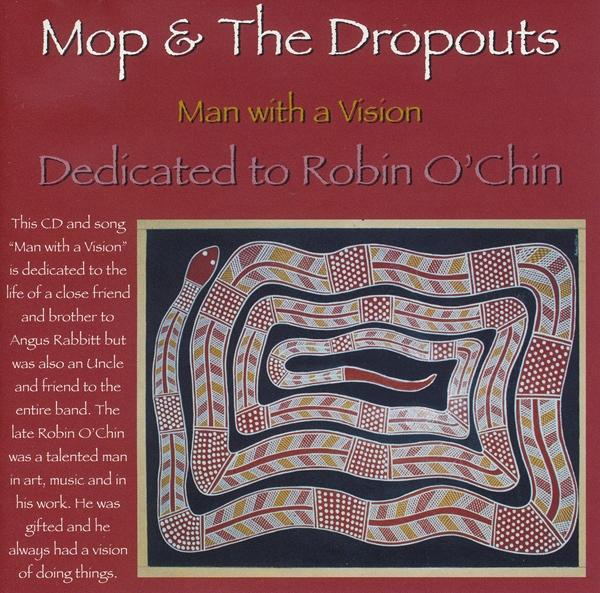 Mop & The Dropouts
Man with a Vision
Dedicated to Robin O'Chin
This CD and song
"Man with a Vision"
is dedicated to the
life of a close friend
and brother to
Angus Rabbitt but
was also an Uncle
and friend to the
entire band. The
late Robin O'Chin
was a talented man
in art, music and in
his work. He was
gifted and he
always had a vision
of doing things.